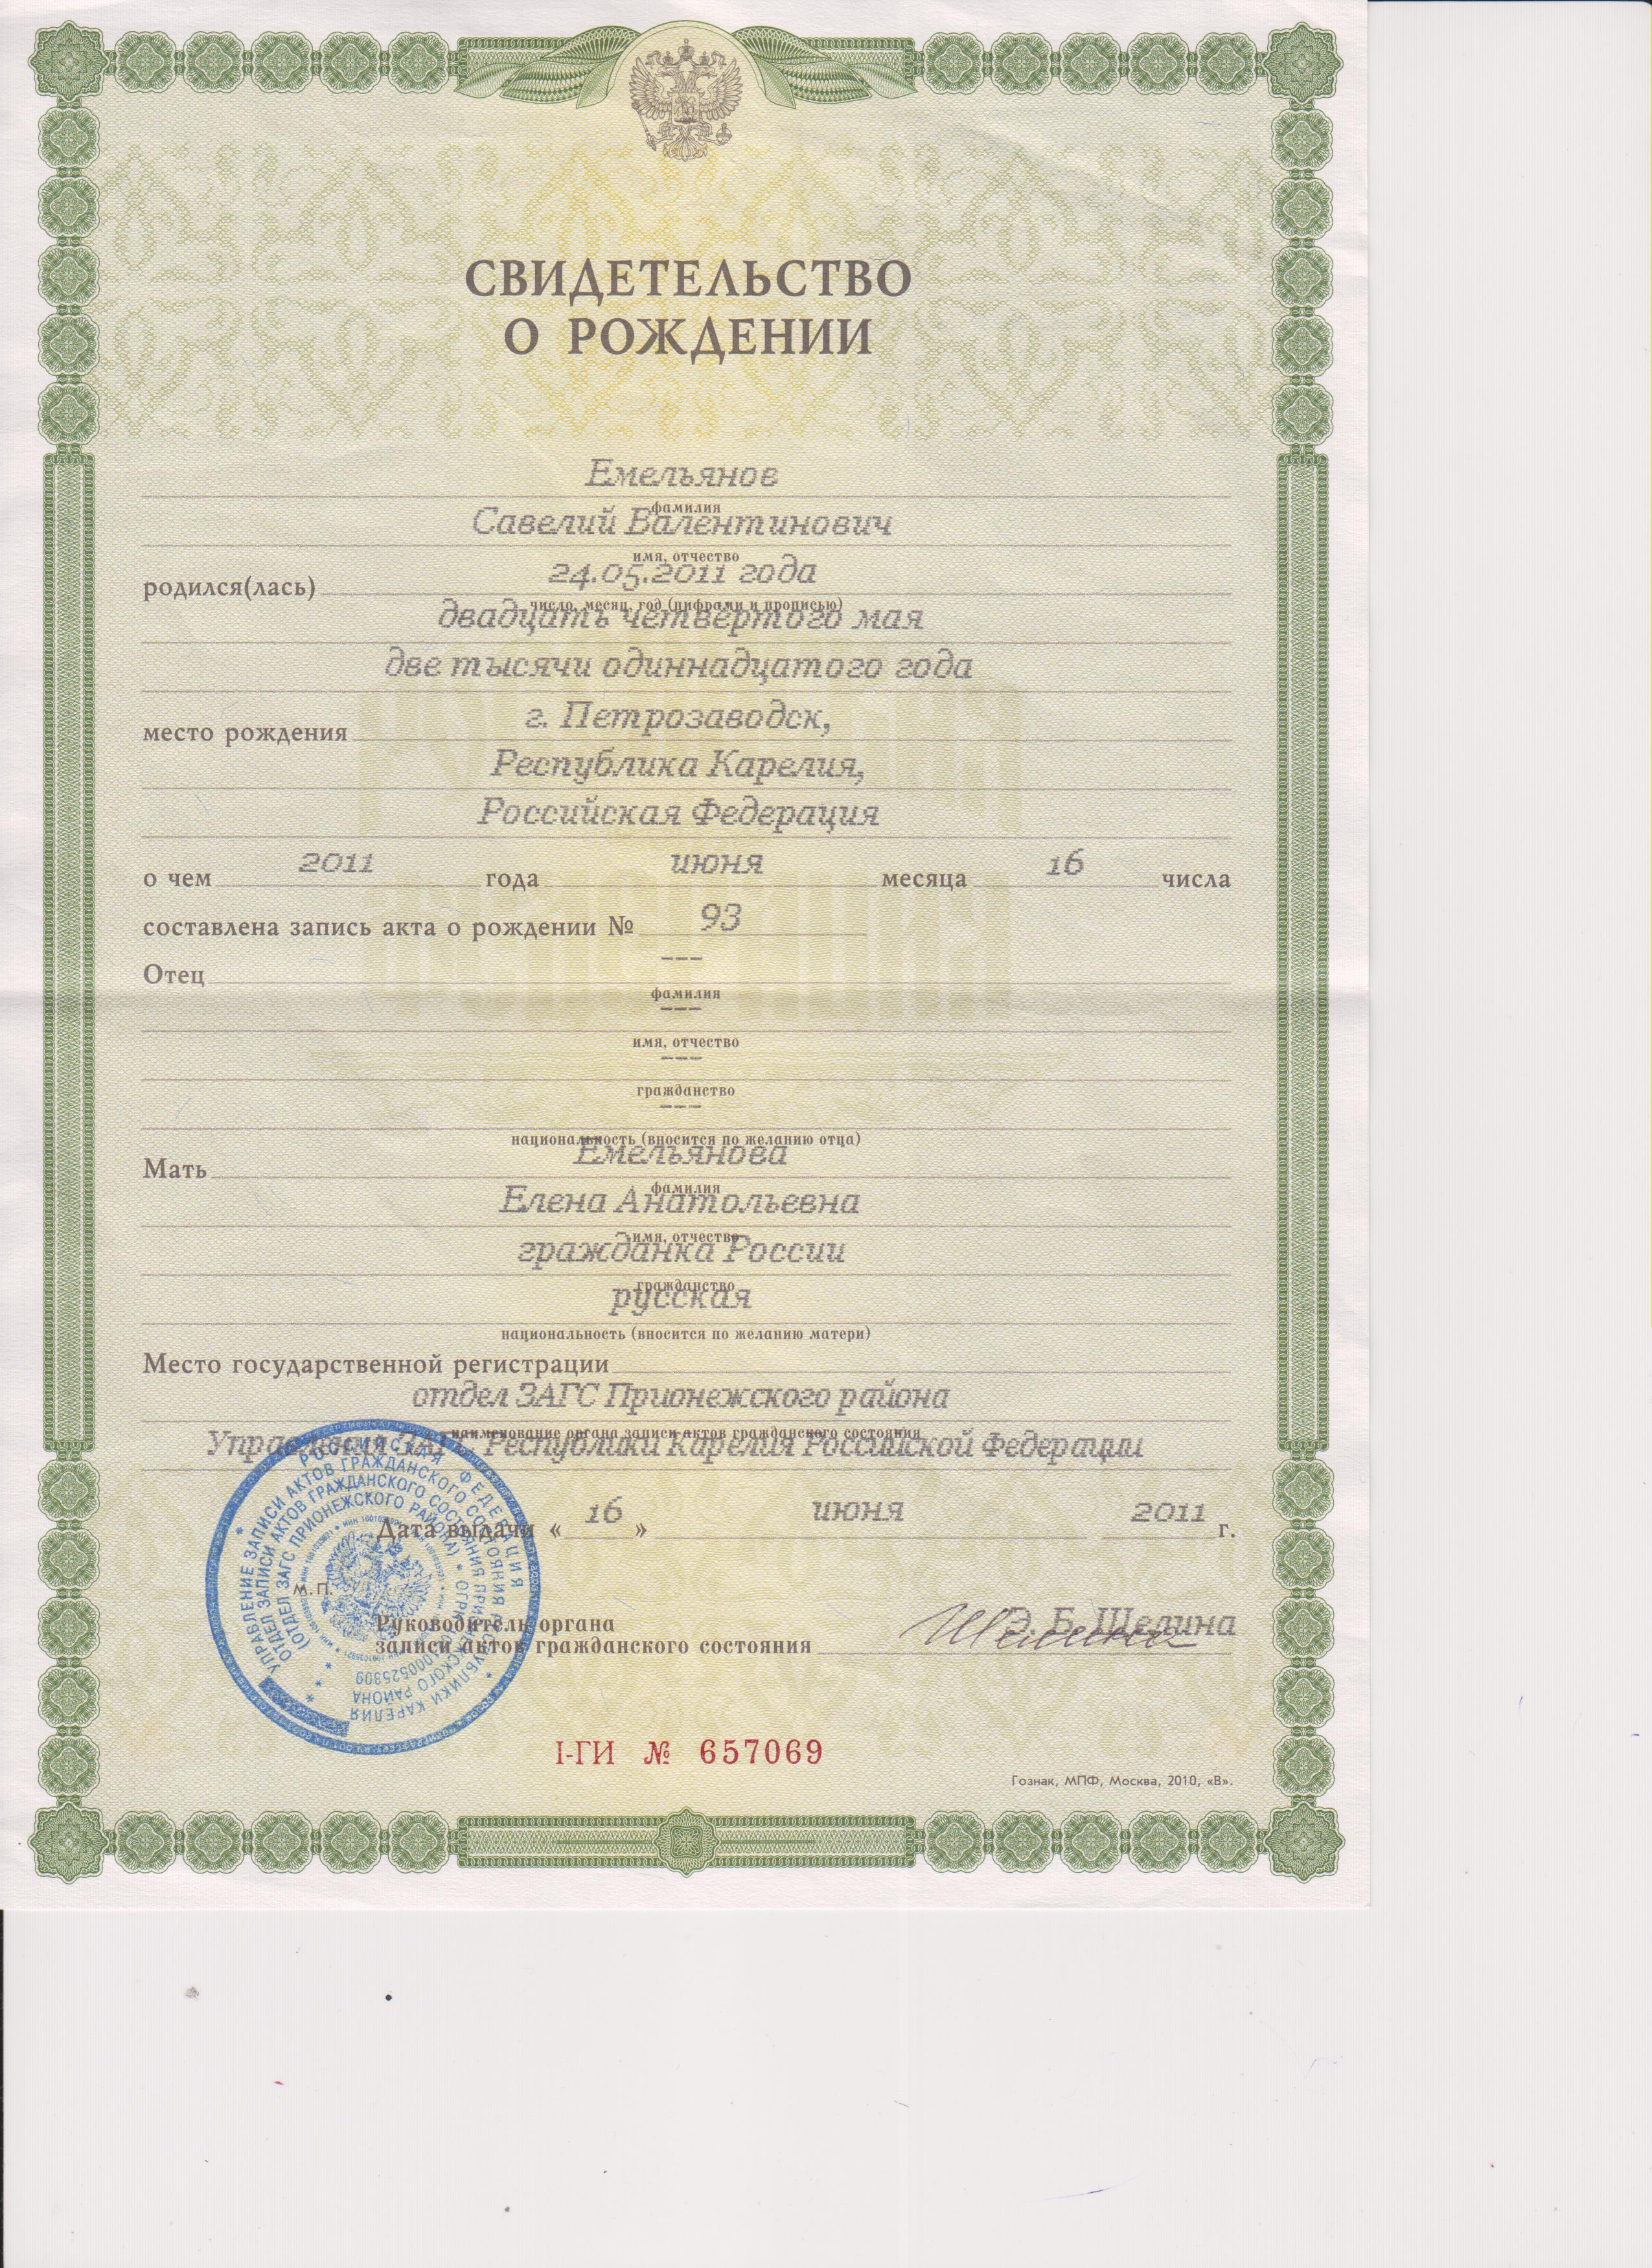 СВИДЕТЕЛЬСТВО
О РОЖДЕНИИ
Емельянов
фамилия
Савелий Валентинович
имя, отчество
родился(лась) 24.05.2011 года
число, месяц, год (цифрами и прописью)
двадцать четвёртого мая
две тысячи одиннадцатого года
место рождения г. Петрозаводск,
Республика Карелия,
Российская Федерация
о чем 2011 года июня месяца 16 числа
составлена запись акта о рождении № 93
Отец ---
фамилия
---
имя, отчество
---
гражданство
---
национальность (вносится по желанию отца)
Мать Емельянова
фамилия
Елена Анатольевна
имя, отчество
гражданка России
гражданство
русская
национальность (вносится по желанию матери)
Место государственной регистрации
отдел ЗАГС Прионежского района
наименование органа записи актов гражданского состояния
Управления ЗАГС Республики Карелия Российской Федерации
Дата выдачи « 16 » июня 2011 г.
М.П.
Руководитель органа
записи актов гражданского состояния Э. Б. Щелина
РОССИЙСКАЯ ФЕДЕРАЦИЯ
УПРАВЛЕНИЕ ЗАПИСИ АКТОВ ГРАЖДАНСКОГО СОСТОЯНИЯ РЕСПУБЛИКИ КАРЕЛИЯ
ОТДЕЛ ЗАПИСИ АКТОВ ГРАЖДАНСКОГО СОСТОЯНИЯ ПРИОНЕЖСКОГО РАЙОНА
(ОТДЕЛ ЗАГС ПРИОНЕЖСКОГО РАЙОНА)
I-ГИ № 657069
Гознак, МПФ, Москва, 2010, «В».